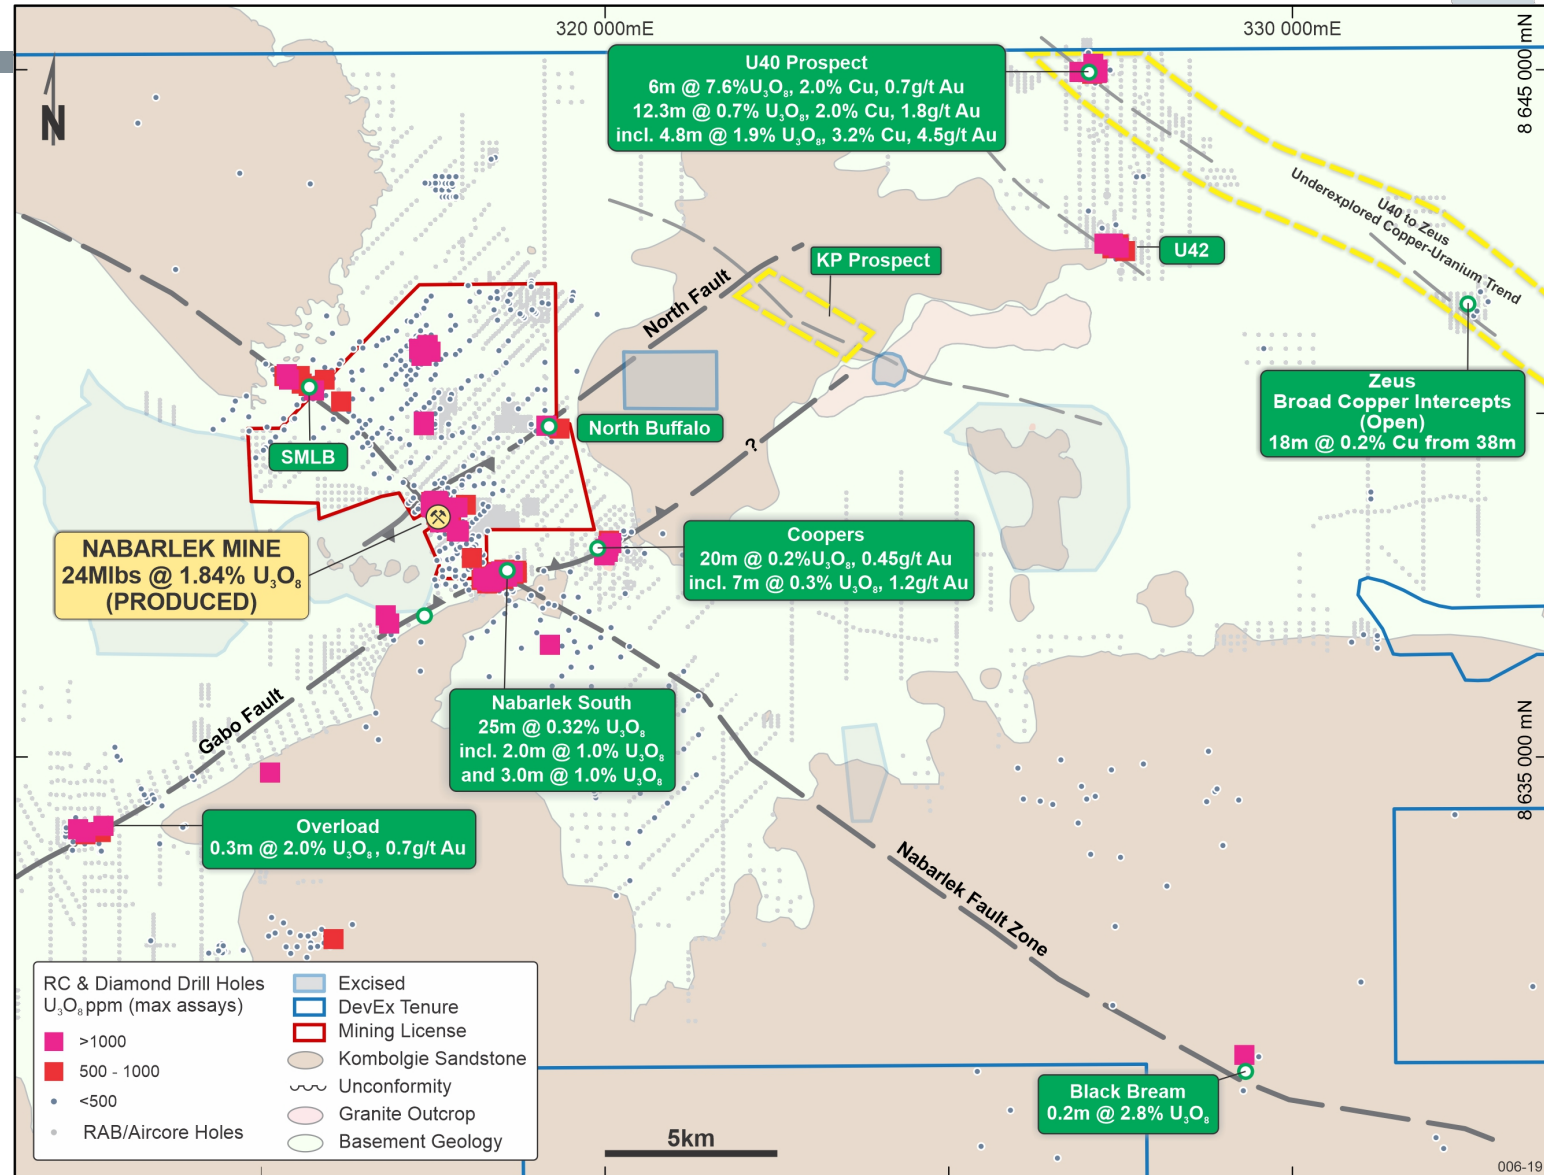 320 000mE
330 000mE
8 645 000 mN
N
U40 Prospect
6m @ 7.6%U₃O₈, 2.0% Cu, 0.7g/t Au
12.3m @ 0.7% U₃O₈, 2.0% Cu, 1.8g/t Au
incl. 4.8m @ 1.9% U₃O₈, 3.2% Cu, 4.5g/t Au
U40 to Zeus
Underexplored Copper-Uranium Trend
U42
KP Prospect
North Fault
Zeus
Broad Copper Intercepts
(Open)
18m @ 0.2% Cu from 38m
North Buffalo
SMLB
?
NABARLEK MINE
24Mlbs @ 1.84% U₃O₈
(PRODUCED)
Coopers
20m @ 0.2%U₃O₈, 0.45g/t Au
incl. 7m @ 0.3% U₃O₈, 1.2g/t Au
Gabo Fault
Nabarlek South
25m @ 0.32% U₃O₈
incl. 2.0m @ 1.0% U₃O₈
and 3.0m @ 1.0% U₃O₈
8 635 000 mN
Overload
0.3m @ 2.0% U₃O₈, 0.7g/t Au
Nabarlek Fault Zone
RC & Diamond Drill Holes
U₃O₈ ppm (max assays)
>1000
500 - 1000
<500
RAB/Aircore Holes
Excised
DevEx Tenure
Mining License
Kombolgie Sandstone
Unconformity
Granite Outcrop
Basement Geology
5km
Black Bream
0.2m @ 2.8% U₃O₈
006-19